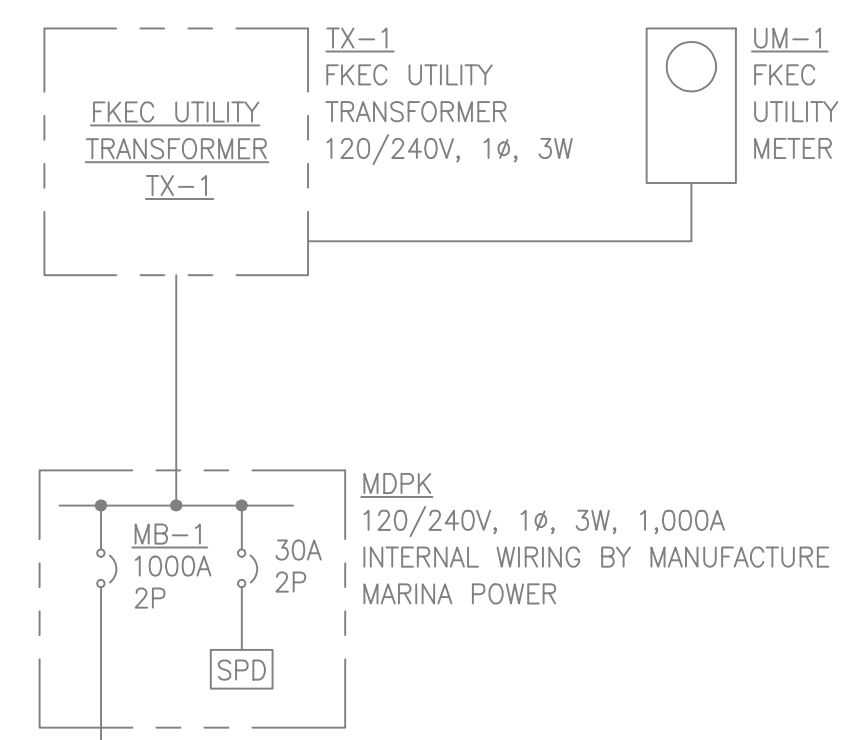 FKEC UTILITY
TRANSFORMER
TX-1
TX-1
FKEC UTILITY
TRANSFORMER
120/240V, 1ø, 3W
UM-1
FKEC
UTILITY
METER
MDPK
120/240V, 1ø, 3W, 1,000A
INTERNAL WIRING BY MANUFACTURE
MARINA POWER
MB-1
1000A
2P
30A
2P
SPD